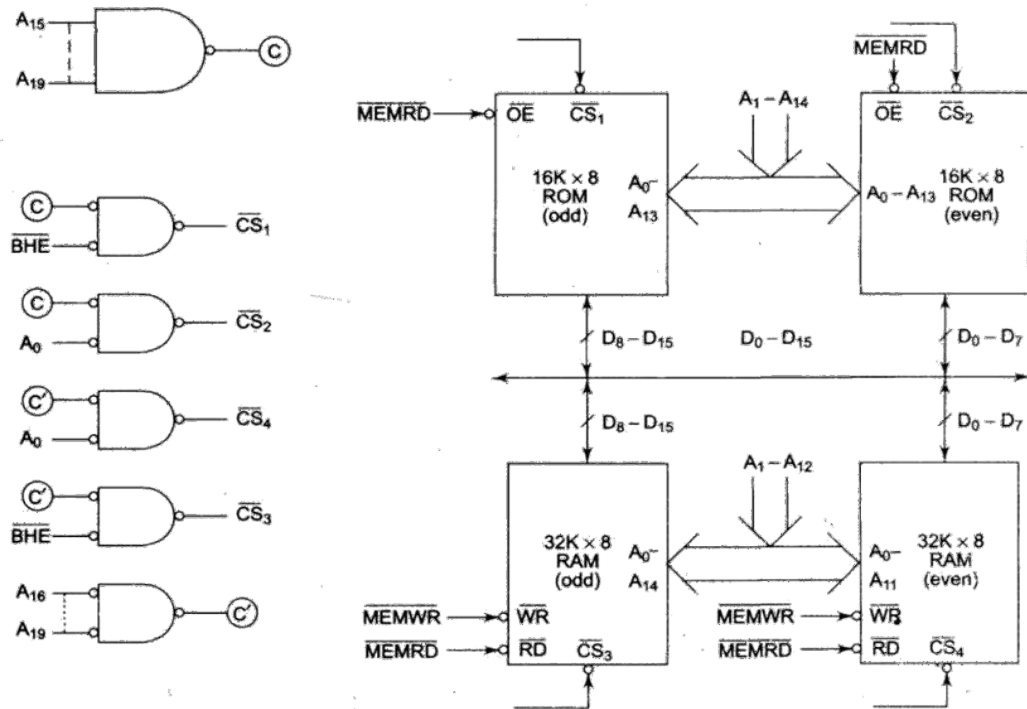 A15
A19
C
C
BHE
CS1
C
A0
CS2
C'
A0
CS4
C'
BHE
CS3
A16
A19
C'
MEMRD
OE
CS1
16K × 8
ROM
(odd)
A0–
A13
A1 – A14
MEMRD
OE
CS2
A0 – A13
16K × 8
ROM
(even)
D8 – D15
D0 – D15
D0 – D7
D8 – D15
D0 – D7
A1 – A12
32K × 8
RAM
(odd)
A0–
A14
MEMWR
WR
MEMRD
RD
CS3
A0–
A11
32K × 8
RAM
(even)
MEMWR
WR
MEMRD
RD
CS4